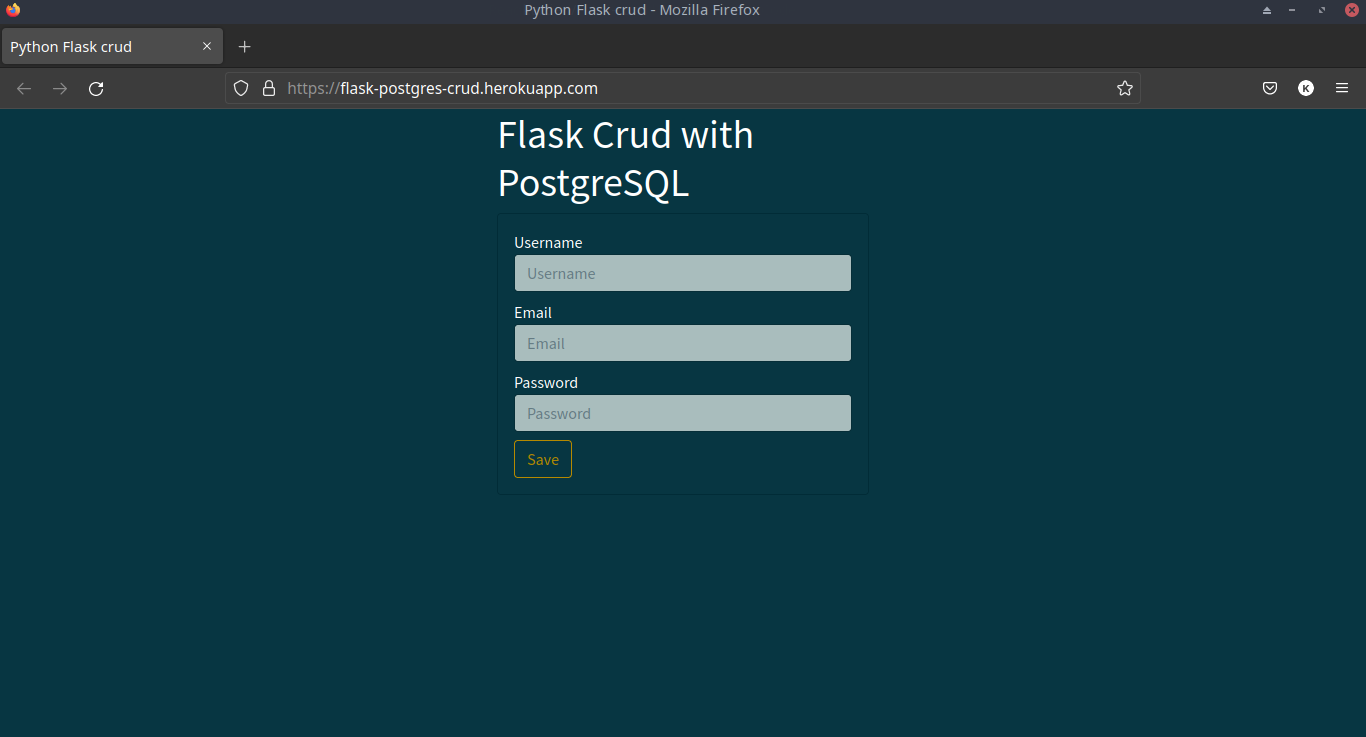 Python Flask crud - Mozilla Firefox
Python Flask crud
https://flask-postgres-crud.herokuapp.com
K
Flask Crud with
PostgreSQL
Username
Username
Email
Email
Password
Password
Save